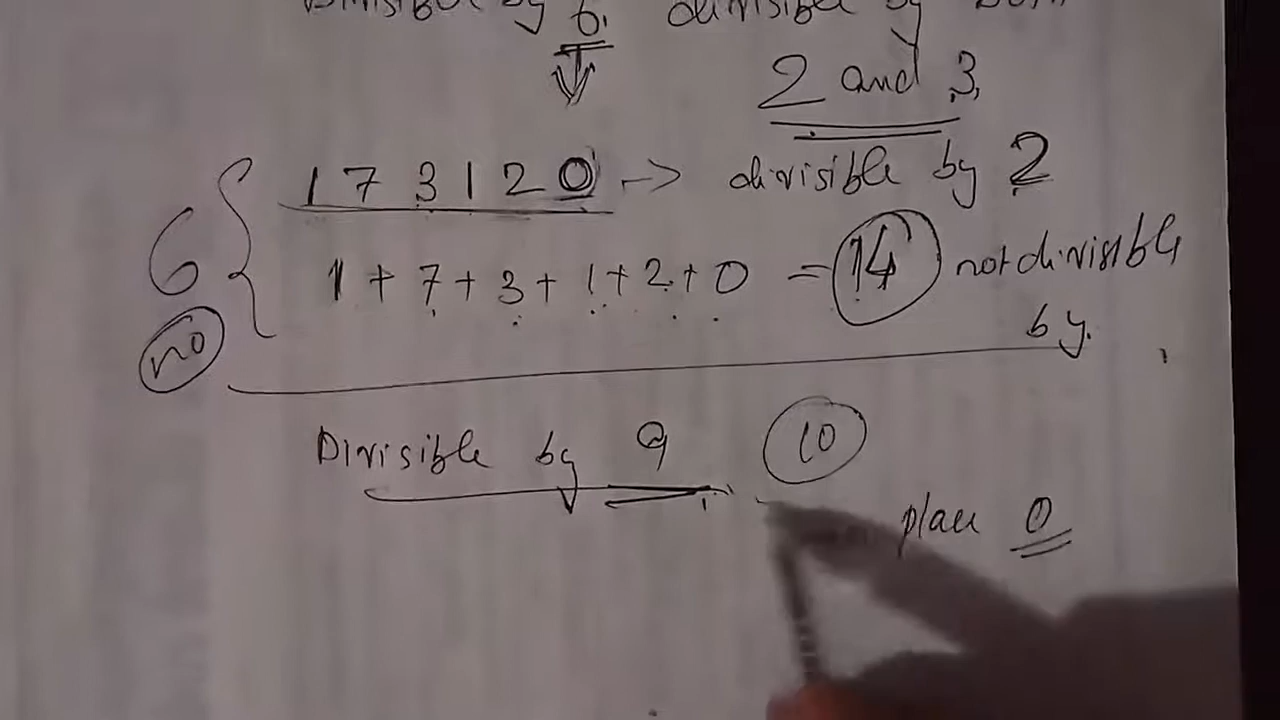 Divisible by 6. divisible by both
2 and 3
173120 -> divisible by 2
6 { 1 + 7 + 3 + 1 + 2 + 0 = 14 not divisible
no by.
Divisible by 9 10
place 0